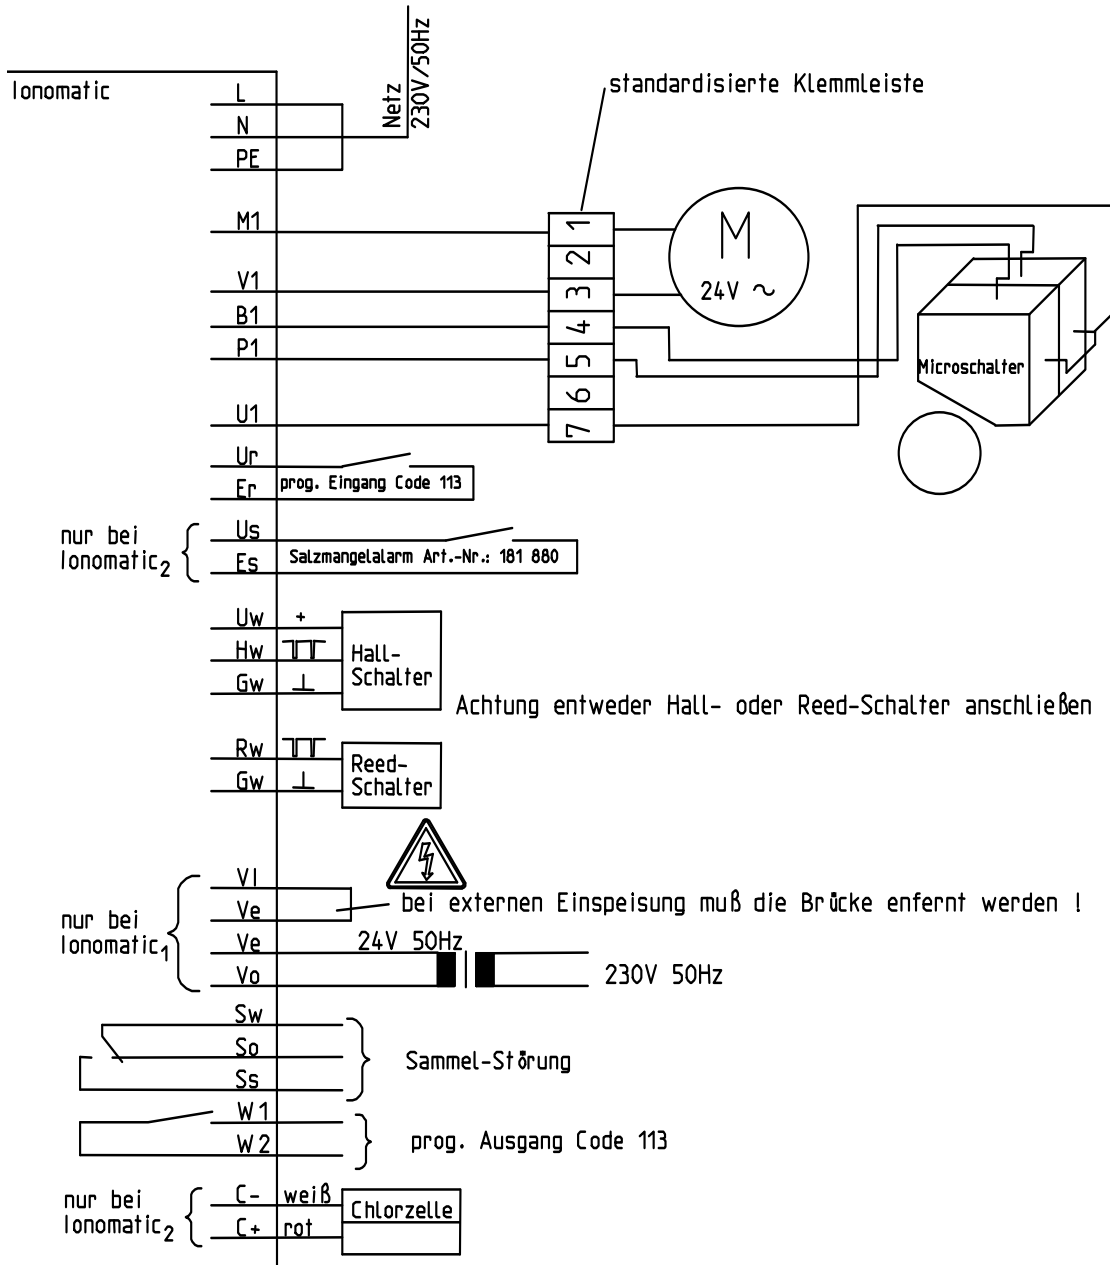 Netz
230V/50Hz
Ionomatic
L
standardisierte Klemmleiste
N
PE
M1
1
M
2
V1
3
24V ~
B1
4
P1
5
Microschalter
6
U1
7
Ur
prog. Eingang Code 113
Er
nur bei
Ionomatic2
Us
Salzmangelalarm Art.-Nr.: 181 880
Es
Uw +
Hw
Gw
Hall-
Schalter
Achtung entweder Hall- oder Reed-Schalter anschließen
Rw
Gw
Reed-
Schalter
Vl
Ve
bei externen Einspeisung muß die Brücke enfernt werden !
nur bei
Ionomatic1
Ve
24V 50Hz
Vo
230V 50Hz
Sw
So
Ss
Sammel-Störung
W1
W2
prog. Ausgang Code 113
nur bei
Ionomatic2
C- weiß
C+ rot
Chlorzelle